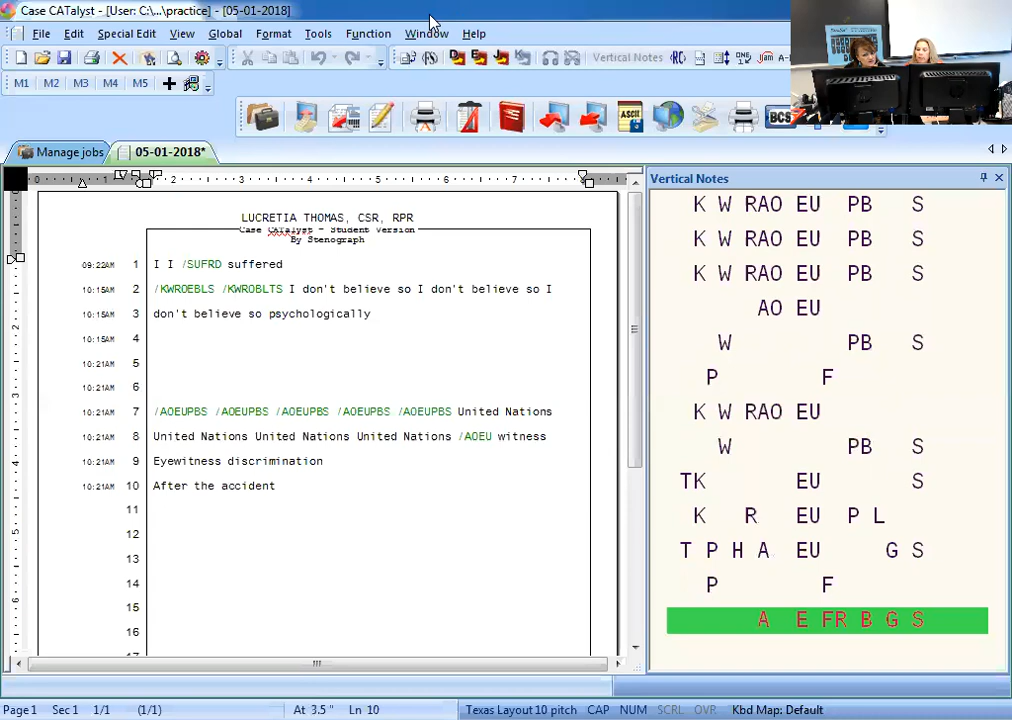 Case CATalyst - [User: C:\...\practice] - [05-01-2018]
File Edit Special Edit View Global Format Tools Function Window Help
Vertical Notes
M1 M2 M3 M4 M5
ASCII
BCS
Manage jobs 05-01-2018*
Vertical Notes
LUCRETIA THOMAS, CSR, RPR
Case CATalyst - Student Version
By Stenograph
09:22AM 1 I I /SUFRD suffered
10:15AM 2 /KWROEBLS /KWROBLTS I don't believe so I don't believe so I
10:15AM 3 don't believe so psychologically
10:15AM 4
10:21AM 5
10:21AM 6
10:21AM 7 /AOEUPBS /AOEUPBS /AOEUPBS /AOEUPBS /AOEUPBS United Nations
10:21AM 8 United Nations United Nations United Nations /AOEU witness
10:21AM 9 Eyewitness discrimination
10:21AM 10 After the accident
11
12
13
14
15
16
K W RAO EU PB S
K W RAO EU PB S
K W RAO EU PB S
AO EU
W PB S
P F
K W RAO EU
W PB S
TK EU S
K R EU P L
T P H A EU G S
P F
A E FR B G S
Page 1 Sec 1 1/1 (1/1) At 3.5" Ln 10 Texas Layout 10 pitch CAP NUM SCRL OVR Kbd Map: Default